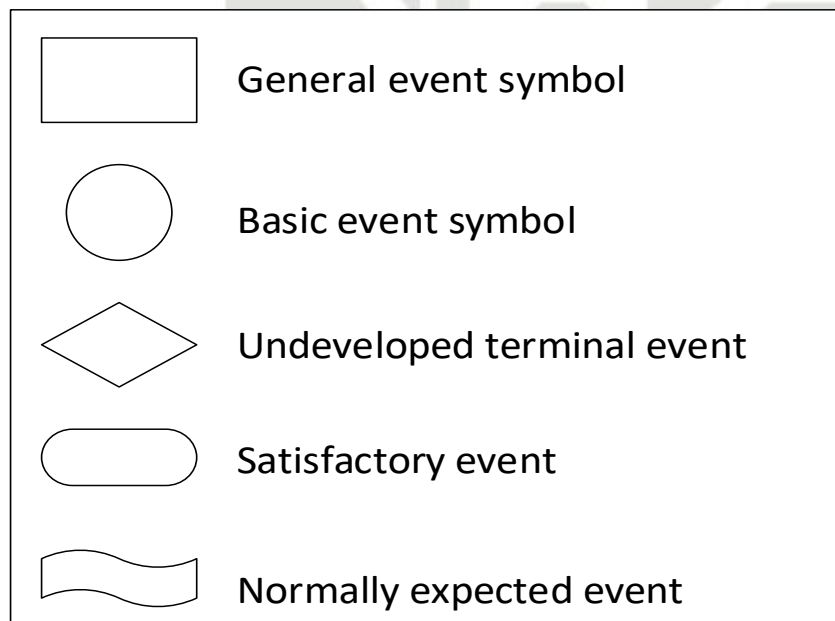 General event symbol
Basic event symbol
Undeveloped terminal event
Satisfactory event
Normally expected event